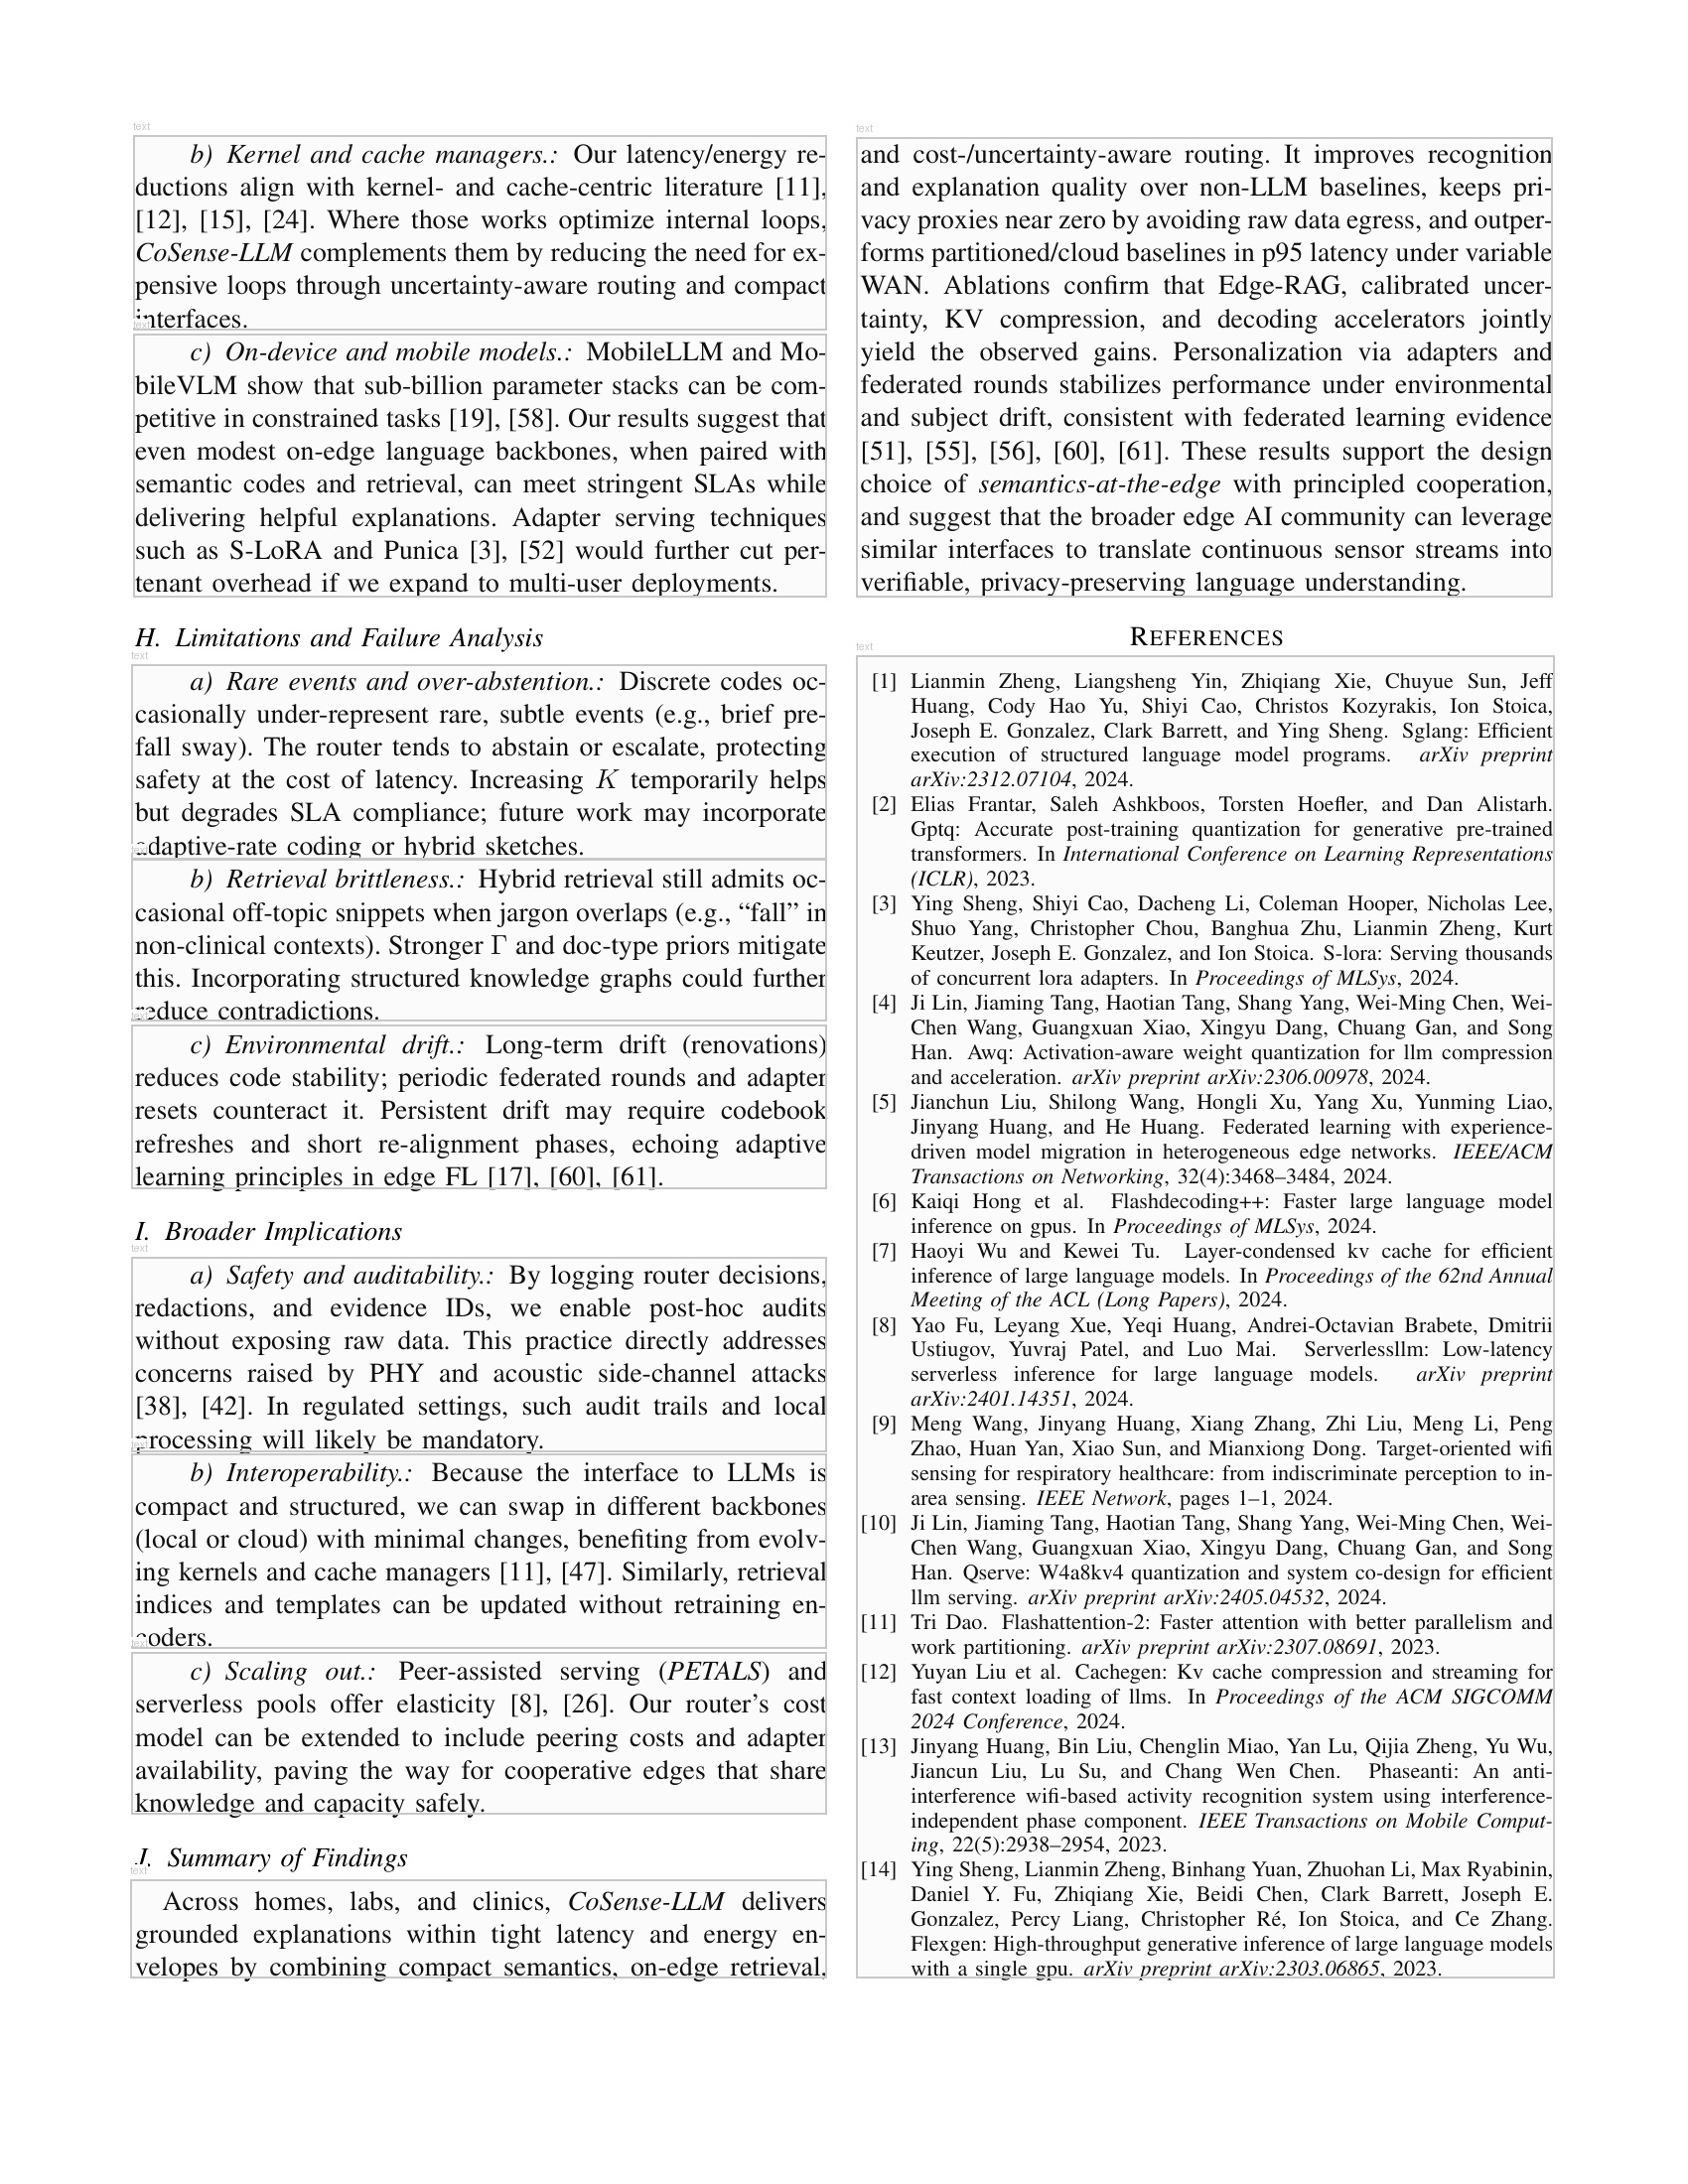 b) Kernel and cache managers.: Our latency/energy re-
ductions align with kernel- and cache-centric literature [11],
[12], [15], [24]. Where those works optimize internal loops,
CoSense-LLM complements them by reducing the need for ex-
pensive loops through uncertainty-aware routing and compact
interfaces.
c) On-device and mobile models.: MobileLLM and Mo-
bileVLM show that sub-billion parameter stacks can be com-
petitive in constrained tasks [19], [58]. Our results suggest that
even modest on-edge language backbones, when paired with
semantic codes and retrieval, can meet stringent SLAs while
delivering helpful explanations. Adapter serving techniques
such as S-LoRA and Punica [3], [52] would further cut per-
tenant overhead if we expand to multi-user deployments.
H. Limitations and Failure Analysis
text
a) Rare events and over-abstention.: Discrete codes oc-
casionally under-represent rare, subtle events (e.g., brief pre-
fall sway). The router tends to abstain or escalate, protecting
safety at the cost of latency. Increasing K temporarily helps
but degrades SLA compliance; future work may incorporate
adaptive-rate coding or hybrid sketches.
b) Retrieval brittleness.: Hybrid retrieval still admits oc-
casional off-topic snippets when jargon overlaps (e.g., “fall” in
non-clinical contexts). Stronger Γ and doc-type priors mitigate
this. Incorporating structured knowledge graphs could further
reduce contradictions.
c) Environmental drift.: Long-term drift (renovations)
reduces code stability; periodic federated rounds and adapter
resets counteract it. Persistent drift may require codebook
refreshes and short re-alignment phases, echoing adaptive
learning principles in edge FL [17], [60], [61].
I. Broader Implications
text
a) Safety and auditability.: By logging router decisions,
redactions, and evidence IDs, we enable post-hoc audits
without exposing raw data. This practice directly addresses
concerns raised by PHY and acoustic side-channel attacks
[38], [42]. In regulated settings, such audit trails and local
processing will likely be mandatory.
b) Interoperability.: Because the interface to LLMs is
compact and structured, we can swap in different backbones
(local or cloud) with minimal changes, benefiting from evolv-
ing kernels and cache managers [11], [47]. Similarly, retrieval
indices and templates can be updated without retraining en-
coders.
c) Scaling out.: Peer-assisted serving (PETALS) and
serverless pools offer elasticity [8], [26]. Our router's cost
model can be extended to include peering costs and adapter
availability, paving the way for cooperative edges that share
knowledge and capacity safely.
J. Summary of Findings
text
Across homes, labs, and clinics, CoSense-LLM delivers
grounded explanations within tight latency and energy en-
velopes by combining compact semantics, on-edge retrieval,
text
and cost-/uncertainty-aware routing. It improves recognition
and explanation quality over non-LLM baselines, keeps pri-
vacy proxies near zero by avoiding raw data egress, and outper-
forms partitioned/cloud baselines in p95 latency under variable
WAN. Ablations confirm that Edge-RAG, calibrated uncer-
tainty, KV compression, and decoding accelerators jointly
yield the observed gains. Personalization via adapters and
federated rounds stabilizes performance under environmental
and subject drift, consistent with federated learning evidence
[51], [55], [56], [60], [61]. These results support the design
choice of semantics-at-the-edge with principled cooperation,
and suggest that the broader edge AI community can leverage
similar interfaces to translate continuous sensor streams into
verifiable, privacy-preserving language understanding.
REFERENCES
text
[1] Lianmin Zheng, Liangsheng Yin, Zhiqiang Xie, Chuyue Sun, Jeff
Huang, Cody Hao Yu, Shiyi Cao, Christos Kozyrakis, Ion Stoica,
Joseph E. Gonzalez, Clark Barrett, and Ying Sheng. Sglang: Efficient
execution of structured language model programs. arXiv preprint
arXiv:2312.07104, 2024.
[2] Elias Frantar, Saleh Ashkboos, Torsten Hoefler, and Dan Alistarh.
Gptq: Accurate post-training quantization for generative pre-trained
transformers. In International Conference on Learning Representations
(ICLR), 2023.
[3] Ying Sheng, Shiyi Cao, Dacheng Li, Coleman Hooper, Nicholas Lee,
Shuo Yang, Christopher Chou, Banghua Zhu, Lianmin Zheng, Kurt
Keutzer, Joseph E. Gonzalez, and Ion Stoica. S-lora: Serving thousands
of concurrent lora adapters. In Proceedings of MLSys, 2024.
[4] Ji Lin, Jiaming Tang, Haotian Tang, Shang Yang, Wei-Ming Chen, Wei-
Chen Wang, Guangxuan Xiao, Xingyu Dang, Chuang Gan, and Song
Han. Awq: Activation-aware weight quantization for llm compression
and acceleration. arXiv preprint arXiv:2306.00978, 2024.
[5] Jianchun Liu, Shilong Wang, Hongli Xu, Yang Xu, Yunming Liao,
Jinyang Huang, and He Huang. Federated learning with experience-
driven model migration in heterogeneous edge networks. IEEE/ACM
Transactions on Networking, 32(4):3468–3484, 2024.
[6] Kaiqi Hong et al. Flashdecoding++: Faster large language model
inference on gpus. In Proceedings of MLSys, 2024.
[7] Haoyi Wu and Kewei Tu. Layer-condensed kv cache for efficient
inference of large language models. In Proceedings of the 62nd Annual
Meeting of the ACL (Long Papers), 2024.
[8] Yao Fu, Leyang Xue, Yeqi Huang, Andrei-Octavian Brabete, Dmitrii
Ustiugov, Yuvraj Patel, and Luo Mai. Serverlessllm: Low-latency
serverless inference for large language models. arXiv preprint
arXiv:2401.14351, 2024.
[9] Meng Wang, Jinyang Huang, Xiang Zhang, Zhi Liu, Meng Li, Peng
Zhao, Huan Yan, Xiao Sun, and Mianxiong Dong. Target-oriented wifi
sensing for respiratory healthcare: from indiscriminate perception to in-
area sensing. IEEE Network, pages 1–1, 2024.
[10] Ji Lin, Jiaming Tang, Haotian Tang, Shang Yang, Wei-Ming Chen, Wei-
Chen Wang, Guangxuan Xiao, Xingyu Dang, Chuang Gan, and Song
Han. Qserve: W4a8kv4 quantization and system co-design for efficient
llm serving. arXiv preprint arXiv:2405.04532, 2024.
[11] Tri Dao. Flashattention-2: Faster attention with better parallelism and
work partitioning. arXiv preprint arXiv:2307.08691, 2023.
[12] Yuyan Liu et al. Cachegen: Kv cache compression and streaming for
fast context loading of llms. In Proceedings of the ACM SIGCOMM
2024 Conference, 2024.
[13] Jinyang Huang, Bin Liu, Chenglin Miao, Yan Lu, Qijia Zheng, Yu Wu,
Jiancun Liu, Lu Su, and Chang Wen Chen. Phaseanti: An anti-
interference wifi-based activity recognition system using interference-
independent phase component. IEEE Transactions on Mobile Comput-
ing, 22(5):2938–2954, 2023.
[14] Ying Sheng, Lianmin Zheng, Binhang Yuan, Zhuohan Li, Max Ryabinin,
Daniel Y. Fu, Zhiqiang Xie, Beidi Chen, Clark Barrett, Joseph E.
Gonzalez, Percy Liang, Christopher Ré, Ion Stoica, and Ce Zhang.
Flexgen: High-throughput generative inference of large language models
with a single gpu. arXiv preprint arXiv:2303.06865, 2023.